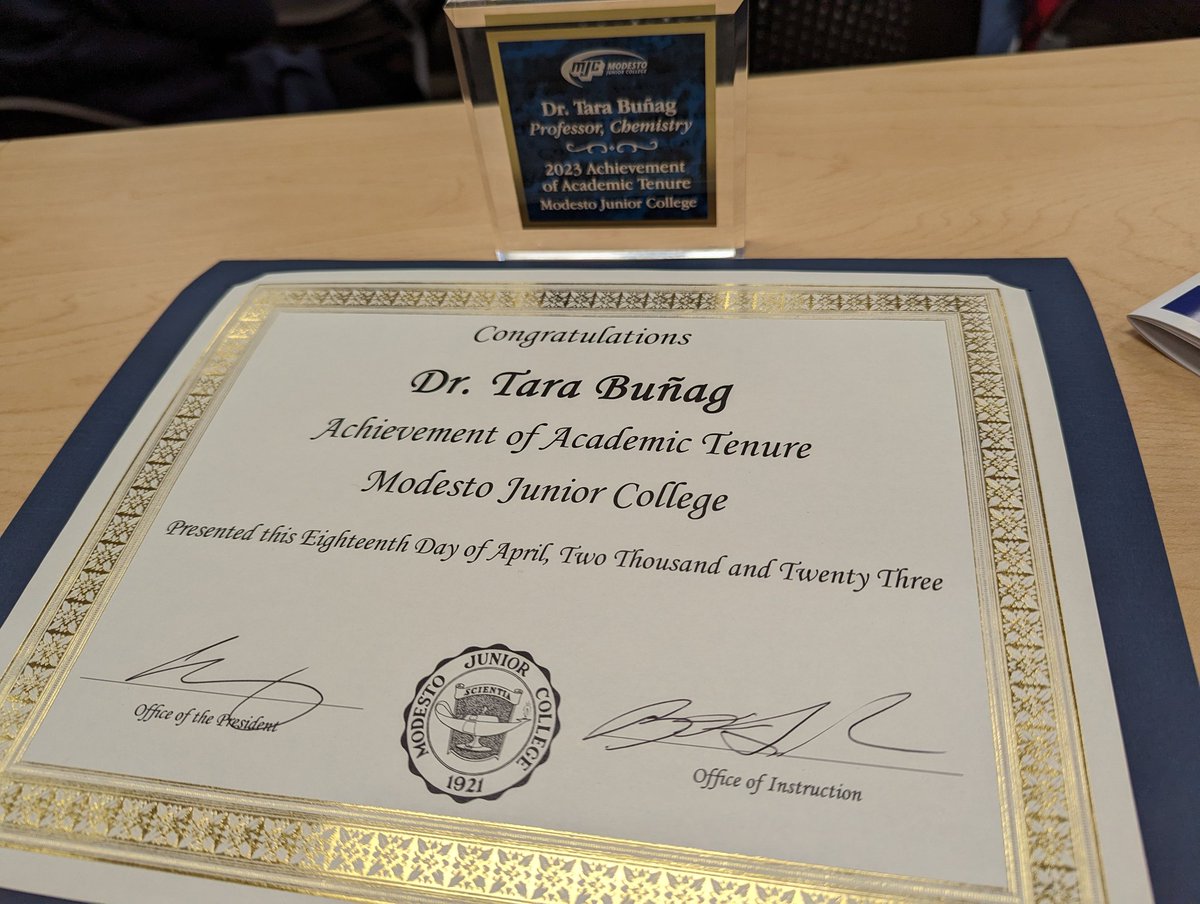 MJC MODESTO
JUNIOR COLLEGE
Dr. Tara Buñag
Professor, Chemistry
2023 Achievement
of Academic Tenure
Modesto Junior College
Congratulations
Dr. Tara Buñag
Achievement of Academic Tenure
Modesto Junior College
Presented this Eighteenth Day of April, Two Thousand and Twenty Three
Office of the President
MODESTO JUNIOR COLLEGE
SCIENTIA
1921
Office of Instruction